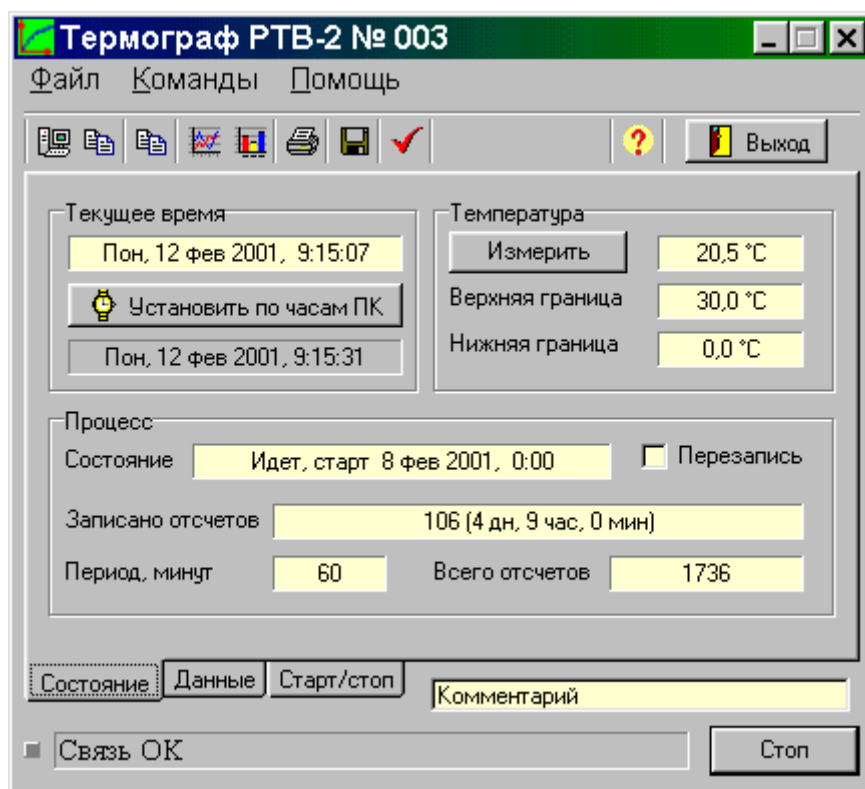 Термограф РТВ-2 № 003
Файл Команды Помощь
? Выход
Текущее время
Пон, 12 фев 2001, 9:15:07
Установить по часам ПК
Пон, 12 фев 2001, 9:15:31
Температура
Измерить 20,5 °C
Верхняя граница 30,0 °C
Нижняя граница 0,0 °C
Процесс
Состояние Идет, старт 8 фев 2001, 0:00 Перезапись
Записано отсчетов 106 (4 дн, 9 час, 0 мин)
Период, минут 60 Всего отсчетов 1736
Состояние Данные Старт/стоп Комментарий
Связь ОК Стоп